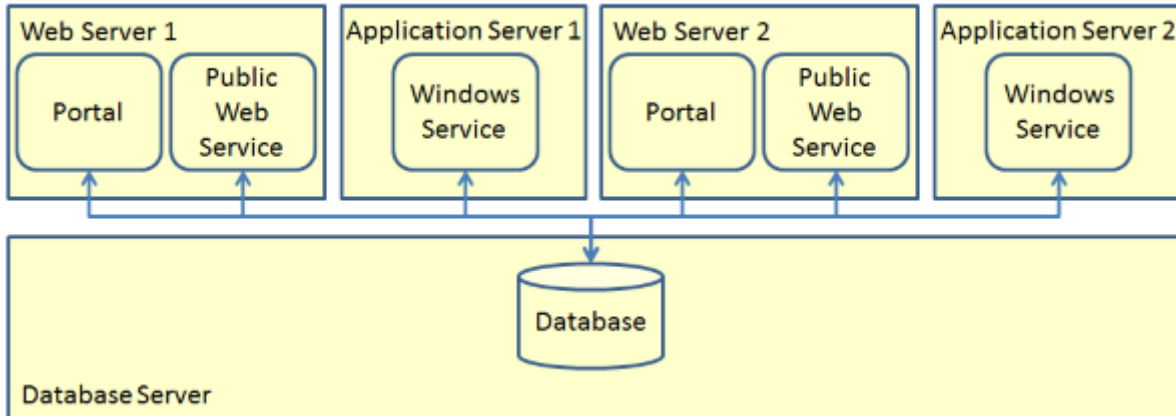 Web Server 1
Portal
Public
Web
Service
Application Server 1
Windows
Service
Web Server 2
Portal
Public
Web
Service
Application Server 2
Windows
Service
Database
Database Server